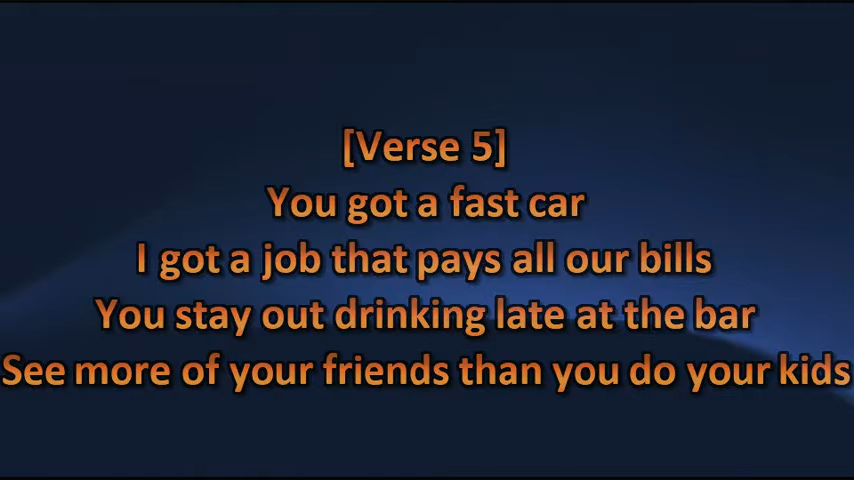 [Verse 5]
You got a fast car
I got a job that pays all our bills
You stay out drinking late at the bar
See more of your friends than you do your kids